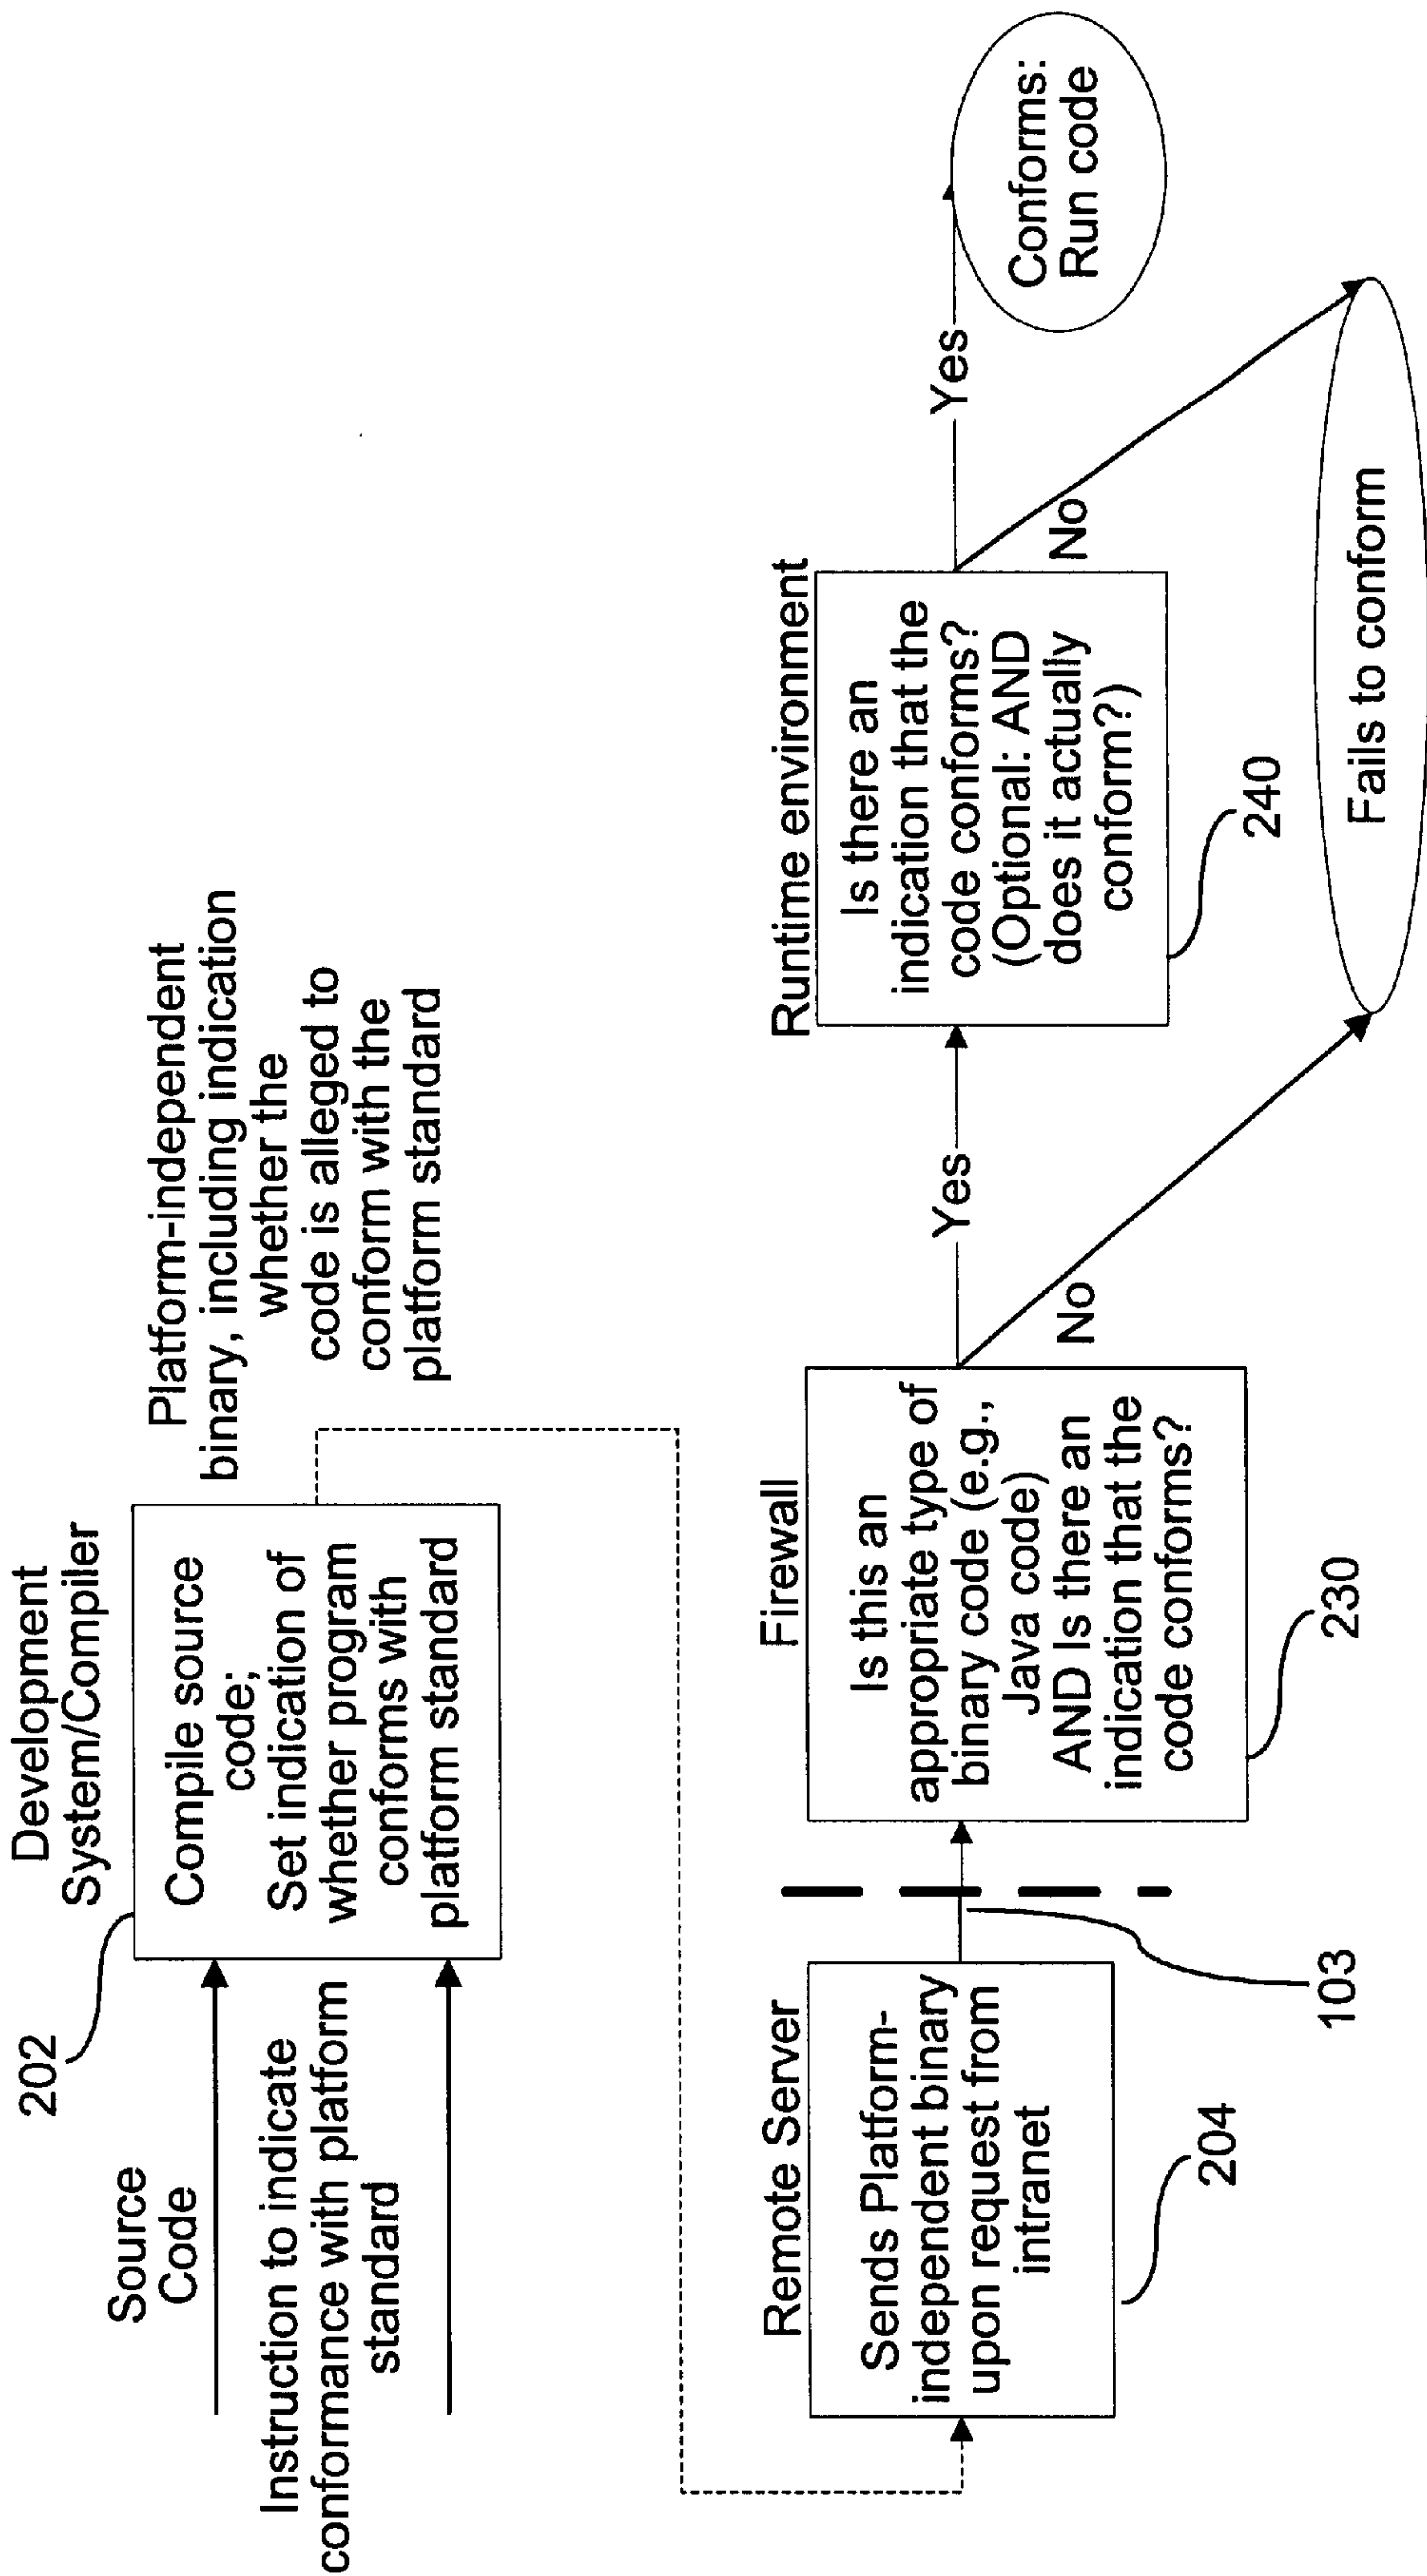 Development
System/Compiler
202
Source
Code
Instruction to indicate
conformance with platform
standard
Compile source
code;
Set indication of
whether program
conforms with
platform standard
Platform-independent
binary, including indication
whether the
code is alleged to
conform with the
platform standard
Remote Server
Sends Platform-
independent binary
upon request from
intranet
204
103
Firewall
Is this an
appropriate type of
binary code (e.g.,
Java code)
AND Is there an
indication that the
code conforms?
230
Yes
No
Runtime environment
Is there an
indication that the
code conforms?
(Optional: AND
does it actually
conform?)
240
Yes
No
Conforms:
Run code
Fails to conform